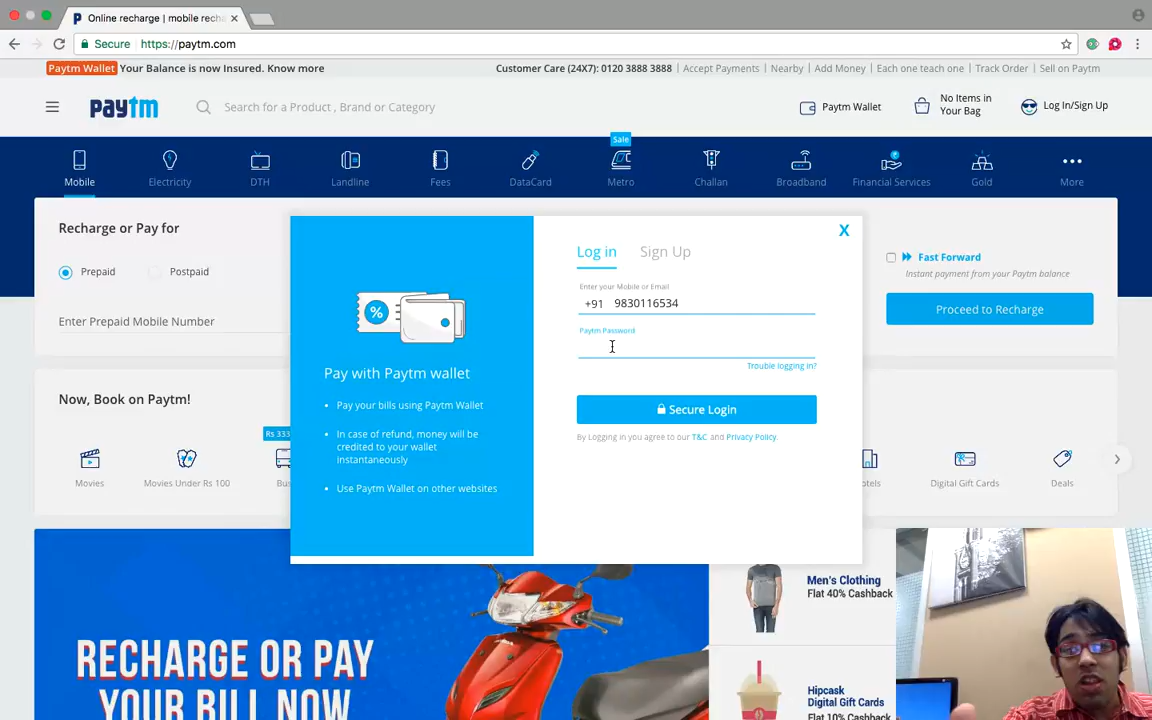 Online recharge | mobile rech
Secure https://paytm.com
Paytm Wallet Your Balance is now Insured. Know more
Customer Care (24X7): 0120 3888 3888 | Accept Payments | Nearby | Add Money | Each one teach one | Track Order | Sell on Paytm
paytm
Search for a Product , Brand or Category
Paytm Wallet
No Items in
Your Bag
Log In/Sign Up
Sale
Mobile
Electricity
DTH
Landline
Fees
DataCard
Metro
Challan
Broadband
Financial Services
Gold
More
Recharge or Pay for
Prepaid
Postpaid
Enter Prepaid Mobile Number
Fast Forward
Instant payment from your Paytm balance
Proceed to Recharge
X
Log in
Sign Up
Enter your Mobile or Email
+91 9830116534
Paytm Password
Trouble logging in?
Secure Login
By Logging in you agree to our T&C and Privacy Policy.
%
Pay with Paytm wallet
Pay your bills using Paytm Wallet
In case of refund, money will be
credited to your wallet
instantaneously
Use Paytm Wallet on other websites
Now, Book on Paytm!
Rs 333
Movies
Movies Under Rs 100
Bus
otels
Digital Gift Cards
Deals
RECHARGE OR PAY
YOUR BILL NOW
Men's Clothing
Flat 40% Cashback
Hipcask
Digital Gift Cards
Flat 10% Cashback